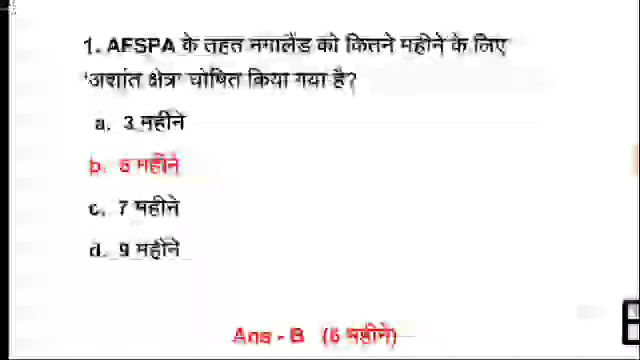 1. AFSPA के तहत नगालैंड को कितने महीने के लिए
'अशांत क्षेत्र' घोषित किया गया है?
a. 3 महीने
b. 6 महीने
c. 7 महीने
d. 9 महीने
Ans - B (6 महीने)